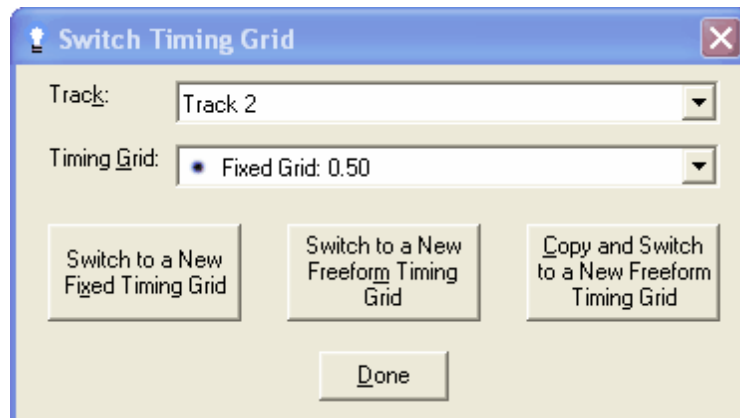 Switch Timing Grid
Track:
Track 2
Timing Grid:
Fixed Grid: 0.50
Switch to a New
Fixed Timing Grid
Switch to a New
Freeform Timing
Grid
Copy and Switch
to a New Freeform
Timing Grid
Done